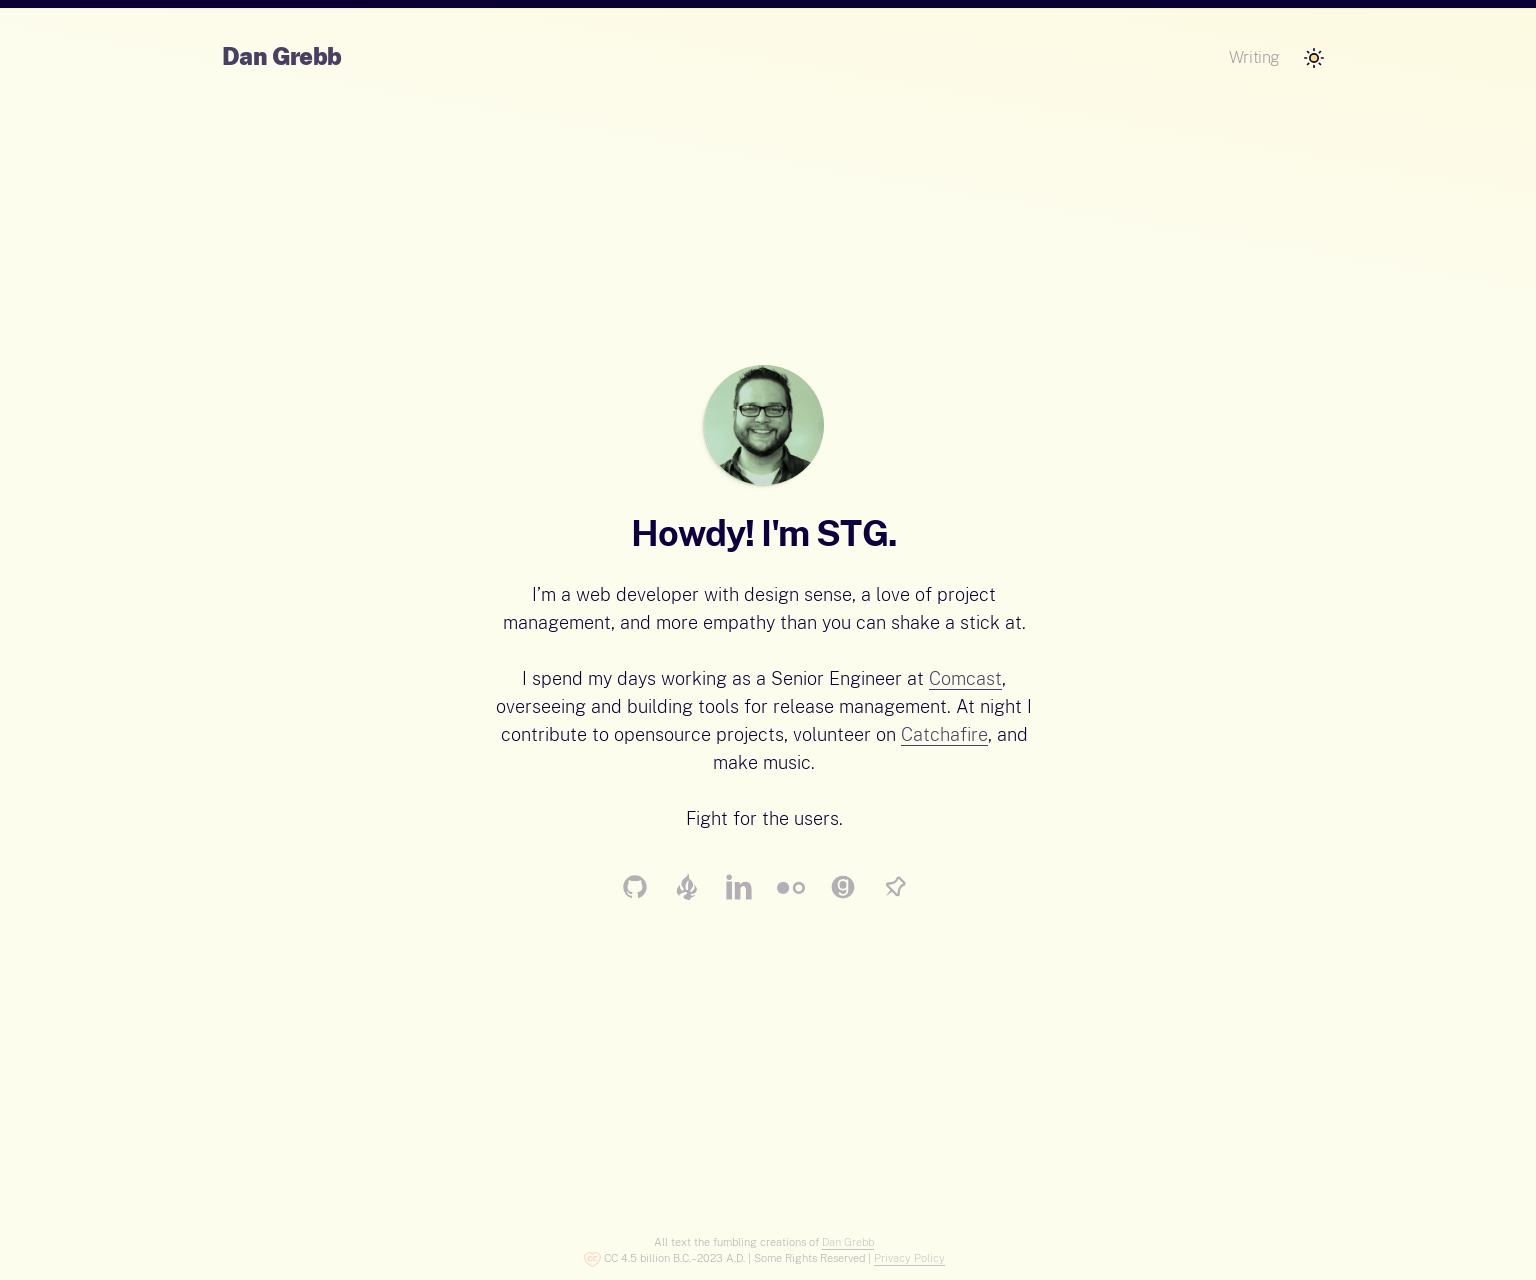 Dan Grebb
Writing
Howdy! I'm STG.
I’m a web developer with design sense, a love of project
management, and more empathy than you can shake a stick at.
I spend my days working as a Senior Engineer at Comcast,
overseeing and building tools for release management. At night I
contribute to opensource projects, volunteer on Catchafire, and
make music.
Fight for the users.
All text the fumbling creations of Dan Grebb
CC 4.5 billion B.C.–2023 A.D. | Some Rights Reserved | Privacy Policy